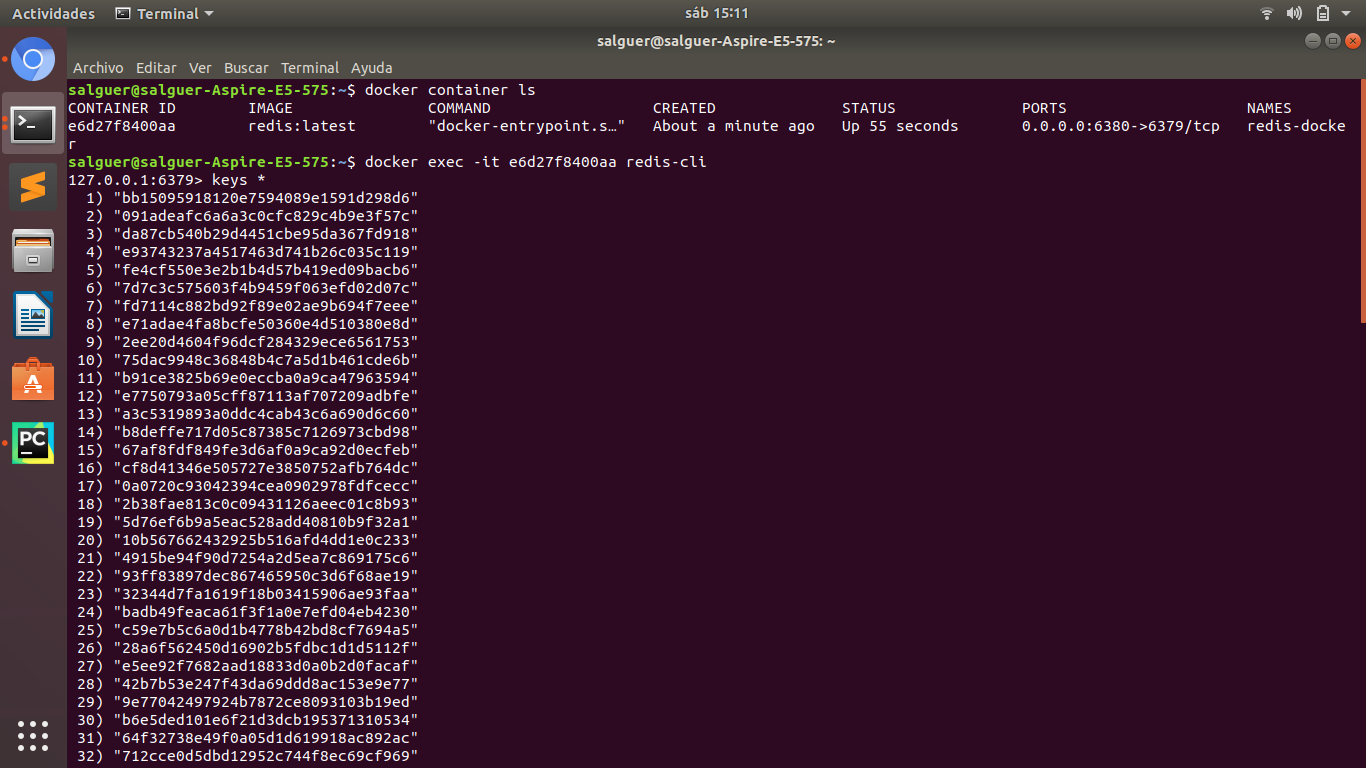 Actividades Terminal sáb 15:11
salguer@salguer-Aspire-E5-575: ~
Archivo Editar Ver Buscar Terminal Ayuda
salguer@salguer-Aspire-E5-575:~$ docker container ls
CONTAINER ID IMAGE COMMAND CREATED STATUS PORTS NAMES
e6d27f8400aa redis:latest "docker-entrypoint.s…" About a minute ago Up 55 seconds 0.0.0.0:6380->6379/tcp redis-docke
r
salguer@salguer-Aspire-E5-575:~$ docker exec -it e6d27f8400aa redis-cli
127.0.0.1:6379> keys *
1) "bb15095918120e7594089e1591d298d6"
2) "091adeafc6a6a3c0cfc829c4b9e3f57c"
3) "da87cb540b29d4451cbe95da367fd918"
4) "e93743237a4517463d741b26c035c119"
5) "fe4cf550e3e2b1b4d57b419ed09bacb6"
6) "7d7c3c575603f4b9459f063efd02d07c"
7) "fd7114c882bd92f89e02ae9b694f7eee"
8) "e71adae4fa8bcfe50360e4d510380e8d"
9) "2ee20d4604f96dcf284329ece6561753"
10) "75dac9948c36848b4c7a5d1b461cde6b"
11) "b91ce3825b69e0eccba0a9ca47963594"
12) "e7750793a05cff87113af707209adbfe"
13) "a3c5319893a0ddc4cab43c6a690d6c60"
14) "b8deffe717d05c87385c7126973cbd98"
15) "67af8fdf849fe3d6af0a9ca92d0ecfeb"
16) "cf8d41346e505727e3850752afb764dc"
17) "0a0720c93042394cea0902978fdfcecc"
18) "2b38fae813c0c09431126aeec01c8b93"
19) "5d76ef6b9a5eac528add40810b9f32a1"
20) "10b567662432925b516afd4dd1e0c233"
21) "4915be94f90d7254a2d5ea7c869175c6"
22) "93ff83897dec867465950c3d6f68ae19"
23) "32344d7fa1619f18b03415906ae93faa"
24) "badb49feaca61f3f1a0e7efd04eb4230"
25) "c59e7b5c6a0d1b4778b42bd8cf7694a5"
26) "28a6f562450d16902b5fdbc1d1d5112f"
27) "e5ee92f7682aad18833d0a0b2d0facaf"
28) "42b7b53e247f43da69ddd8ac153e9e77"
29) "9e77042497924b7872ce8093103b19ed"
30) "b6e5ded101e6f21d3dcb195371310534"
31) "64f32738e49f0a05d1d619918ac892ac"
32) "712cce0d5dbd12952c744f8ec69cf969"
PC